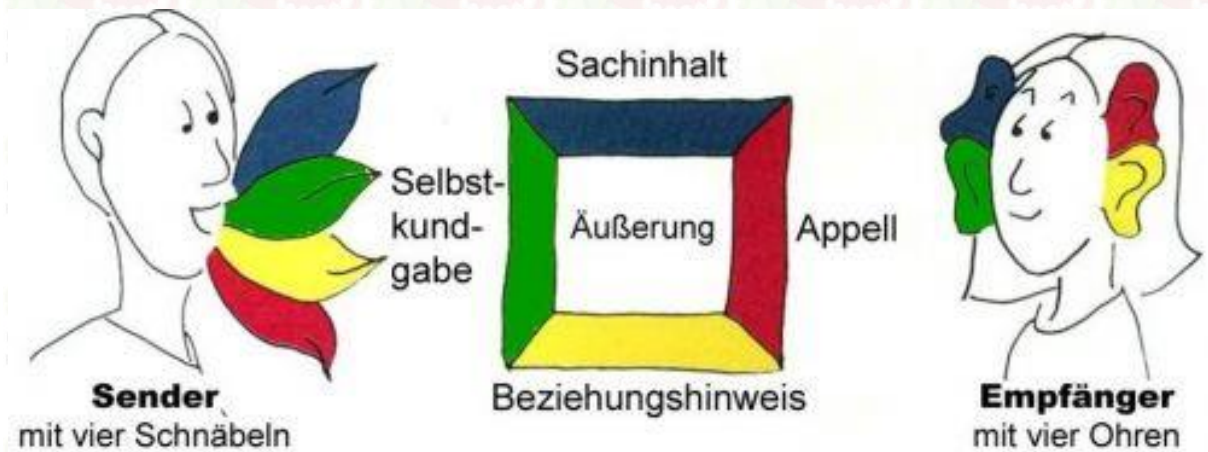 Sachinhalt
Selbst-
kund-
gabe
Äußerung
Appell
Beziehungshinweis
Sender
mit vier Schnäbeln
Empfänger
mit vier Ohren